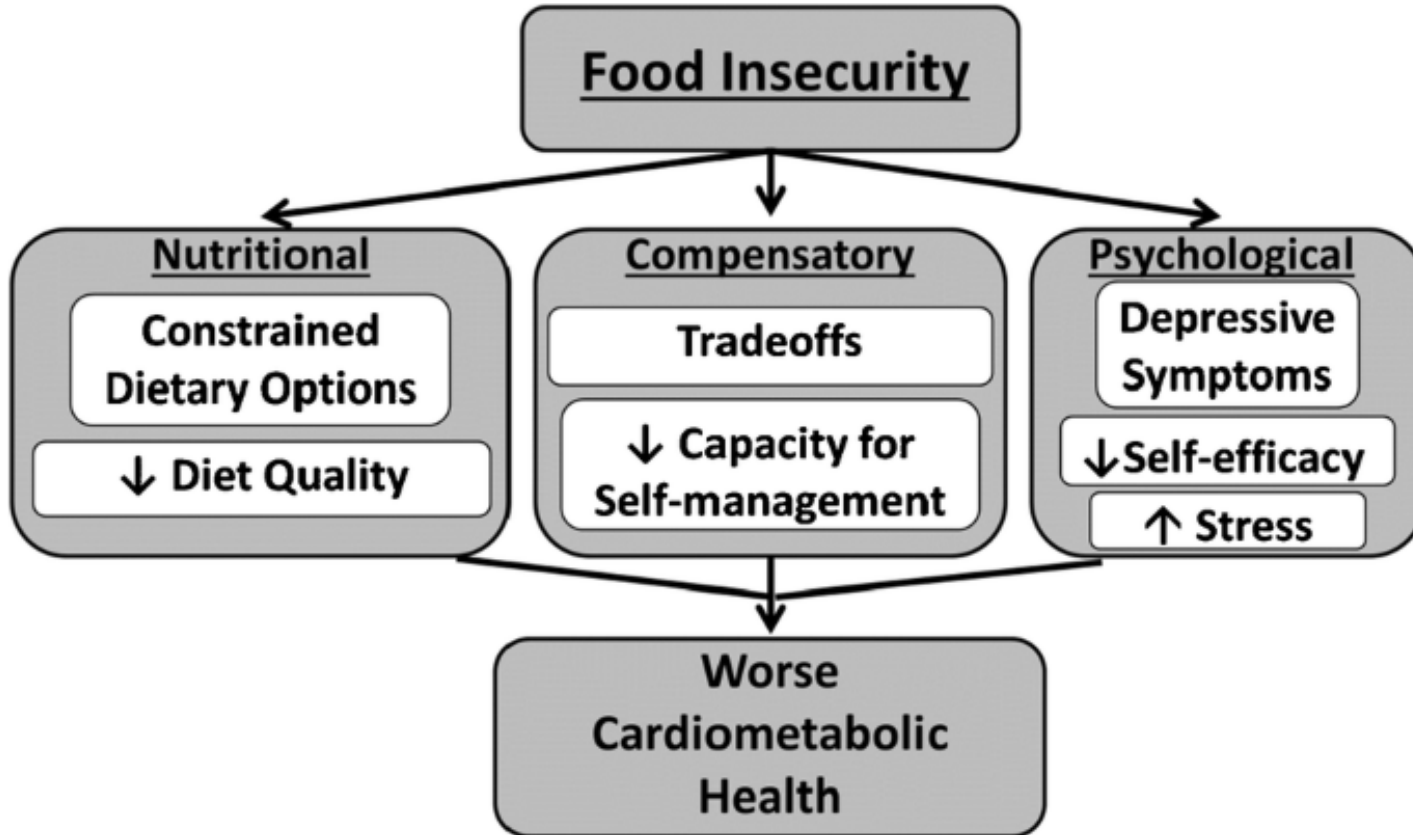 Food Insecurity
Nutritional
Constrained
Dietary Options
↓ Diet Quality
Compensatory
Tradeoffs
↓ Capacity for
Self-management
Psychological
Depressive
Symptoms
↓Self-efficacy
↑ Stress
Worse
Cardiometabolic
Health